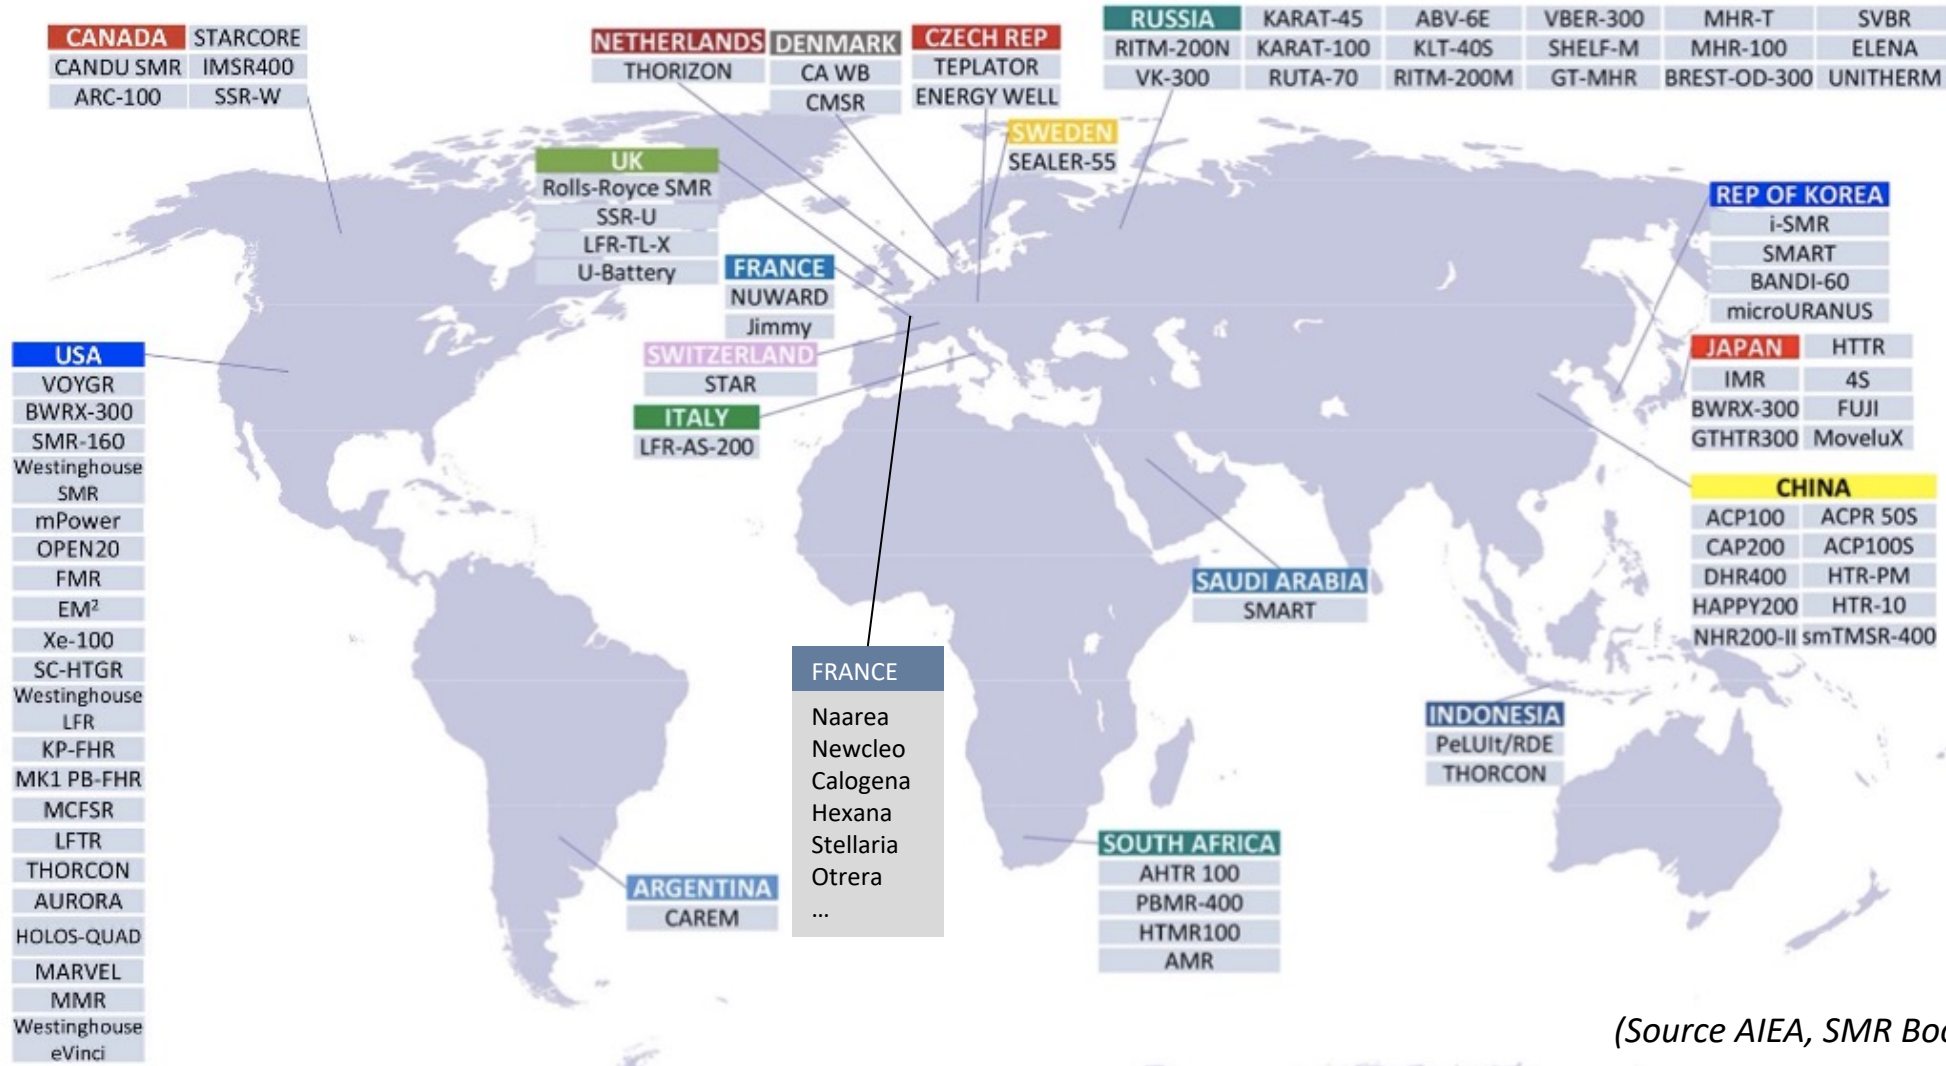 CANADA STARCORE
CANDU SMR IMSR400
ARC-100 SSR-W
NETHERLANDS
THORIZON
DENMARK
CA WB
CMSR
CZECH REP
TEPLATOR
ENERGY WELL
RUSSIA KARAT-45 ABV-6E VBER-300 MHR-T SVBR
RITM-200N KARAT-100 KLT-40S SHELF-M MHR-100 ELENA
VK-300 RUTA-70 RITM-200M GT-MHR BREST-OD-300 UNITHERM
SWEDEN
SEALER-55
UK
Rolls-Royce SMR
SSR-U
LFR-TL-X
U-Battery
FRANCE
NUWARD
Jimmy
SWITZERLAND
STAR
ITALY
LFR-AS-200
REP OF KOREA
i-SMR
SMART
BANDI-60
microURANUS
JAPAN HTTR
IMR 4S
BWRX-300 FUJI
GTHTR300 MoveluX
USA
VOYGR
BWRX-300
SMR-160
Westinghouse
SMR
mPower
OPEN20
FMR
EM²
Xe-100
SC-HTGR
Westinghouse
LFR
KP-FHR
MK1 PB-FHR
MCFSR
LFTR
THORCON
AURORA
HOLOS-QUAD
MARVEL
MMR
Westinghouse
eVinci
CHINA
ACP100 ACPR 50S
CAP200 ACP100S
DHR400 HTR-PM
HAPPY200 HTR-10
NHR200-II smTMSR-400
SAUDI ARABIA
SMART
FRANCE
Naarea
Newcleo
Calogena
Hexana
Stellaria
Otrera
...
INDONESIA
PeLUIt/RDE
THORCON
ARGENTINA
CAREM
SOUTH AFRICA
AHTR 100
PBMR-400
HTMR100
AMR
(Source AIEA, SMR